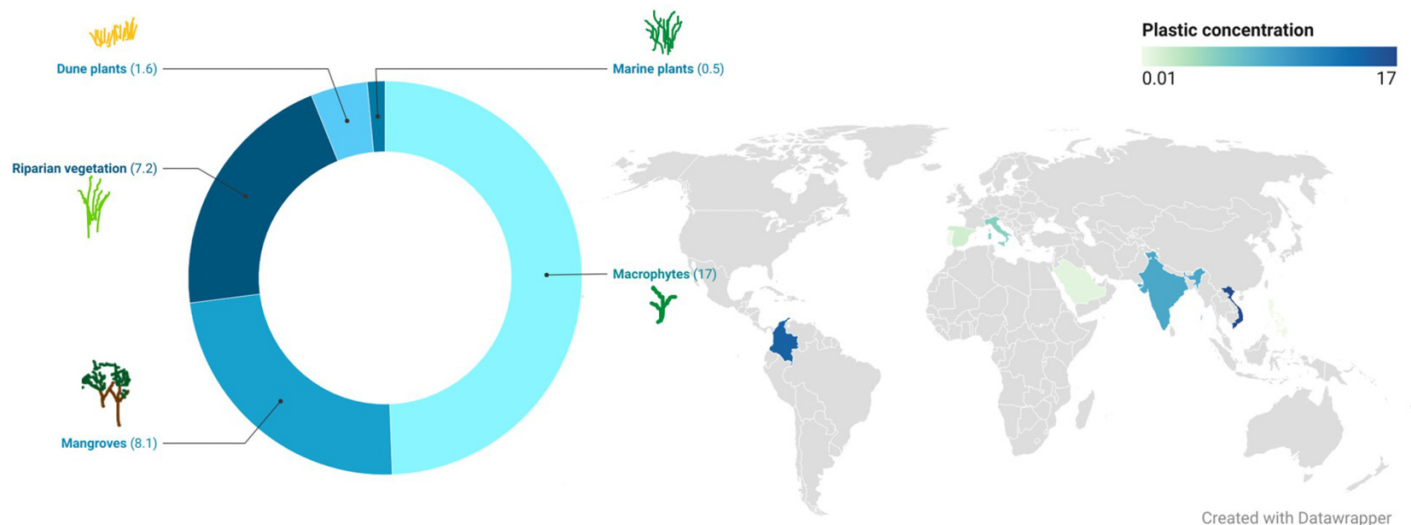 Dune plants (1.6)
Marine plants (0.5)
Riparian vegetation (7.2)
Macrophytes (17)
Mangroves (8.1)
Plastic concentration
0.01 17
Created with Datawrapper